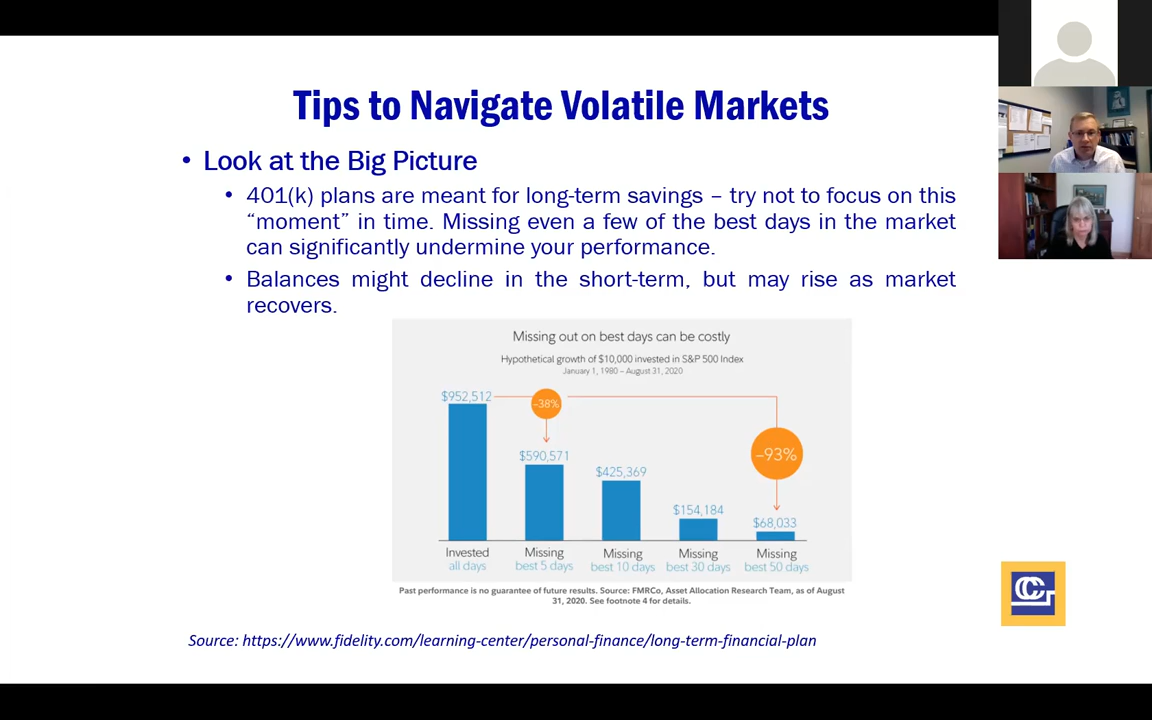 Tips to Navigate Volatile Markets
• Look at the Big Picture
• 401(k) plans are meant for long-term savings – try not to focus on this
“moment” in time. Missing even a few of the best days in the market
can significantly undermine your performance.
• Balances might decline in the short-term, but may rise as market
recovers.
Missing out on best days can be costly
Hypothetical growth of $10,000 invested in S&P 500 Index
January 1, 1980 – August 31, 2020
$952,512
–38%
$590,571
$425,369
–93%
$154,184
$68,033
Invested
all days
Missing
best 5 days
Missing
best 10 days
Missing
best 30 days
Missing
best 50 days
Past performance is no guarantee of future results. Source: FMRCo, Asset Allocation Research Team, as of August
31, 2020. See footnote 4 for details.
Source: https://www.fidelity.com/learning-center/personal-finance/long-term-financial-plan